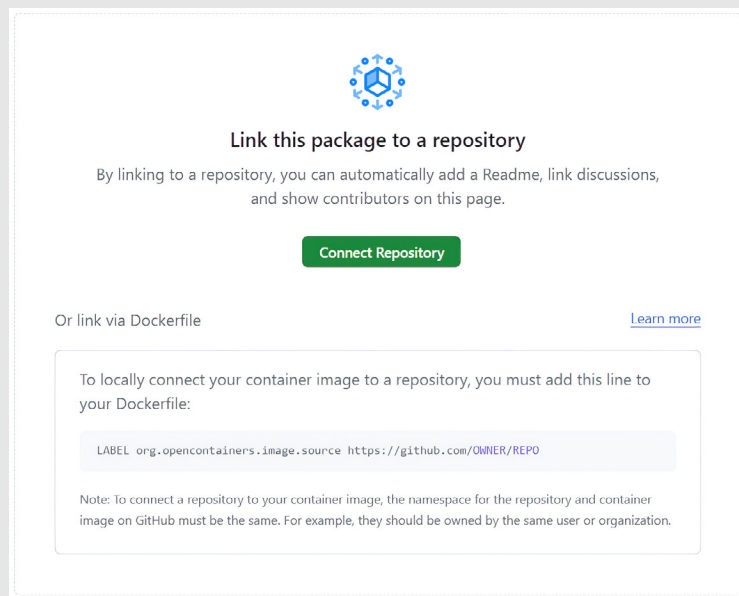 Link this package to a repository
By linking to a repository, you can automatically add a Readme, link discussions,
and show contributors on this page.
Connect Repository
Or link via Dockerfile
Learn more
To locally connect your container image to a repository, you must add this line to
your Dockerfile:
LABEL org.opencontainers.image.source https://github.com/OWNER/REPO
Note: To connect a repository to your container image, the namespace for the repository and container
image on GitHub must be the same. For example, they should be owned by the same user or organization.